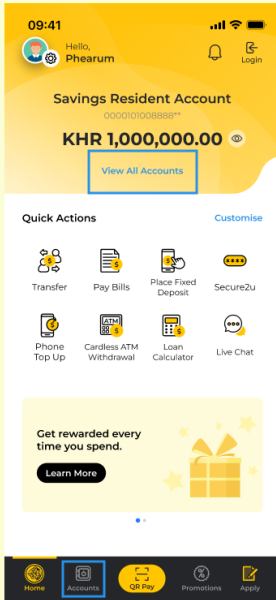 09:41
Hello,
Phearum
Login
Savings Resident Account
0000101008888**
KHR 1,000,000.00
View All Accounts
Quick Actions
Customise
Transfer
Pay Bills
Place Fixed
Deposit
Secure2u
Phone
Top Up
ATM
Cardless ATM
Withdrawal
Loan
Calculator
Live Chat
Get rewarded every
time you spend.
Learn More
Home
Accounts
QR Pay
Promotions
Apply